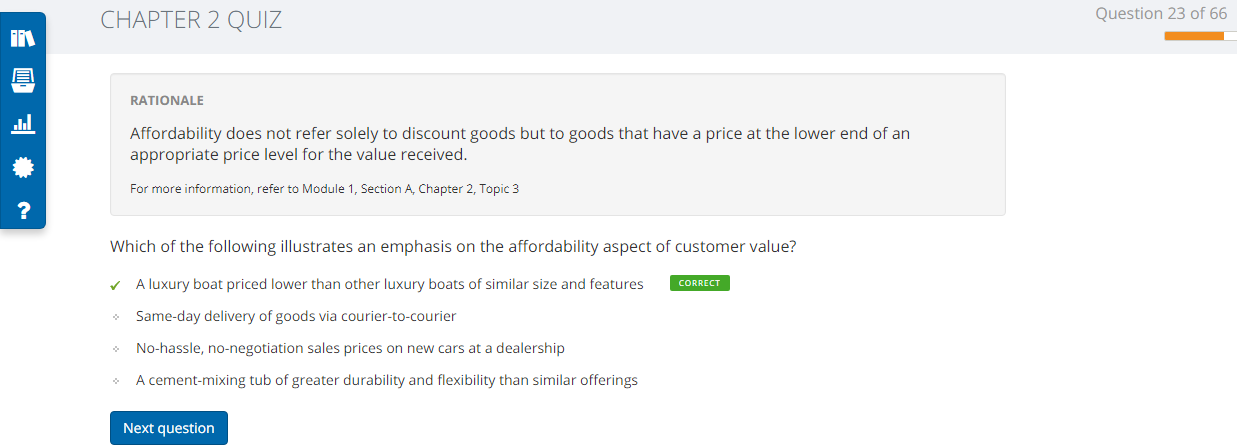 CHAPTER 2 QUIZ
Question 23 of 66
RATIONALE
Affordability does not refer solely to discount goods but to goods that have a price at the lower end of an
appropriate price level for the value received.
For more information, refer to Module 1, Section A, Chapter 2, Topic 3
Which of the following illustrates an emphasis on the affordability aspect of customer value?
A luxury boat priced lower than other luxury boats of similar size and features CORRECT
Same-day delivery of goods via courier-to-courier
No-hassle, no-negotiation sales prices on new cars at a dealership
A cement-mixing tub of greater durability and flexibility than similar offerings
Next question
?